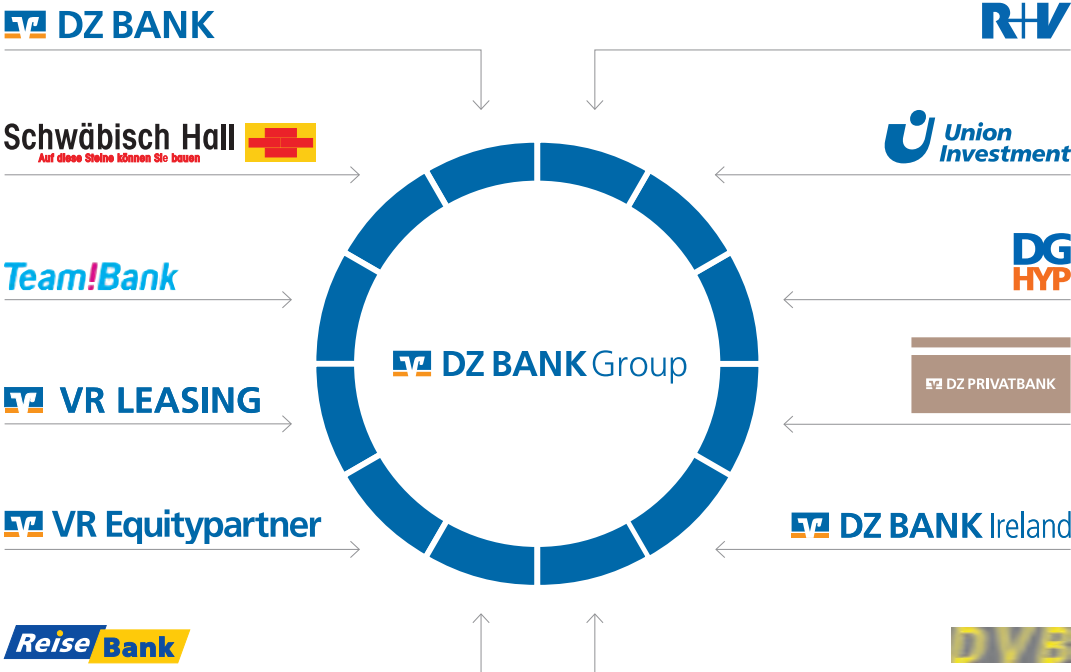 DZ BANK
R+V
Schwäbisch Hall
Auf diese Steine können Sie bauen
Union
Investment
Team!Bank
DG
HYP
DZ BANK Group
VR LEASING
DZ PRIVATBANK
VR Equitypartner
DZ BANK Ireland
Reise Bank
DVB